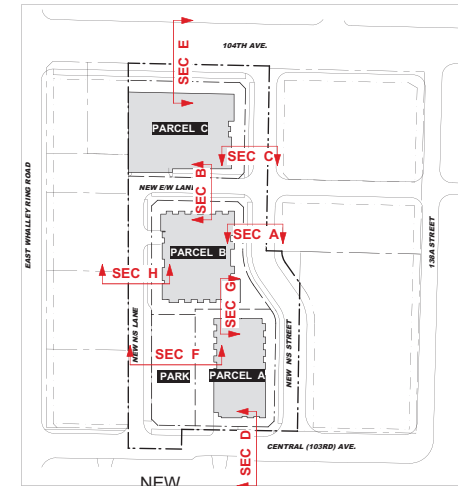 104TH AVE.
SEC E
PARCEL C
SEC C
SEC B
NEW E/W LANE
EAST WHALLEY RING ROAD
138A STREET
SEC A
PARCEL B
SEC H
SEC G
NEW N/S LANE
NEW N/S STREET
SEC F
PARK
PARCEL A
SEC D
CENTRAL (103RD) AVE.
NEW